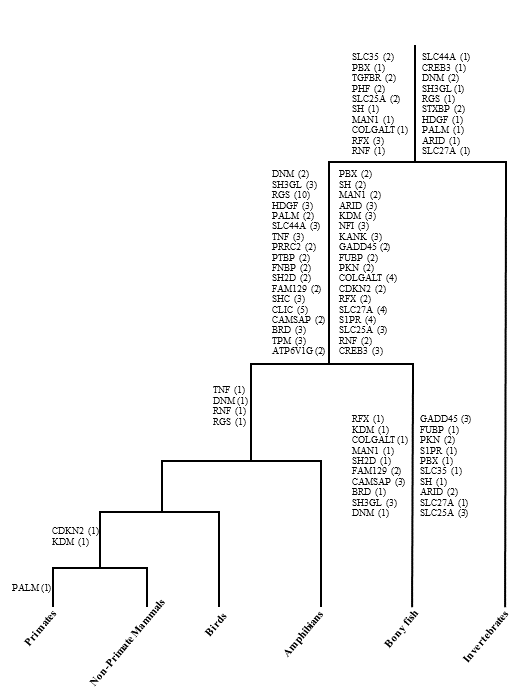 SLC35 (2) SLC44A (1)
PBX (1) CREB3 (1)
TGFBR (2) DNM (2)
PHF (2) SH3GL (1)
SLC25A (2) RGS (1)
SH (1) STXBP (2)
MAN1 (1) HDGF (1)
COLGALT (1) PALM (1)
RFX (3) ARID (1)
RNF (1) SLC27A (1)
DNM (2) PBX (2)
SH3GL (3) SH (2)
RGS (10) MAN1 (2)
HDGF (3) ARID (3)
PALM (2) KDM (3)
SLC44A (3) NFI (3)
TNF (3) KANK (3)
PRRC2 (2) GADD45 (2)
PTBP (2) FUBP (2)
FNBP (2) PKN (2)
SH2D (2) COLGALT (4)
FAM129 (2) CDKN2 (2)
SHC (3) RFX (2)
CLIC (5) SLC27A (4)
CAMSAP (2) S1PR (4)
BRD (3) SLC25A (3)
TPM (3) RNF (2)
ATP6V1G (2) CREB3 (3)
TNF (1)
DNM (1)
RNF (1)
RGS (1)
RFX (1) GADD45 (3)
KDM (1) FUBP (1)
COLGALT (1) PKN (2)
MAN1 (1) S1PR (1)
SH2D (1) PBX (1)
FAM129 (2) SLC35 (1)
CAMSAP (3) SH (1)
BRD (1) ARID (2)
SH3GL (3) SLC27A (1)
DNM (1) SLC25A (3)
CDKN2 (1)
KDM (1)
PALM (1)
Primates
Non-Primate Mammals
Birds
Amphibians
Bony fish
Invertebrates